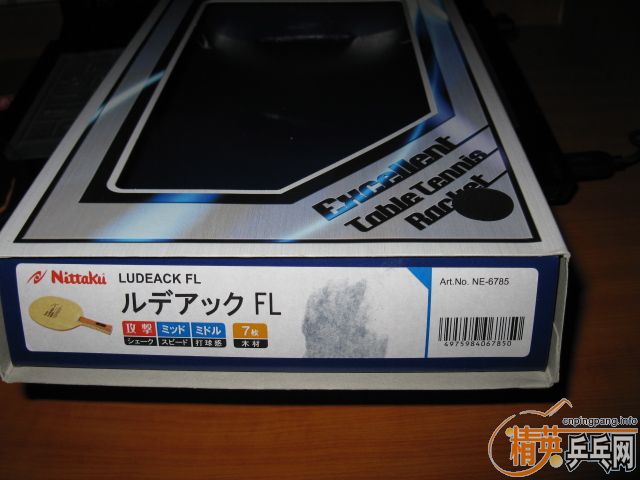 Excellent
Table Tennis
Racket
Nittaku
LUDEACK FL
ルデアック FL
攻撃 ミッド ミドル 7枚
シェーク スピード 打球感 木材
Art.No. NE-6785
4975984067850
cnpingpang.info
精英乒乓网